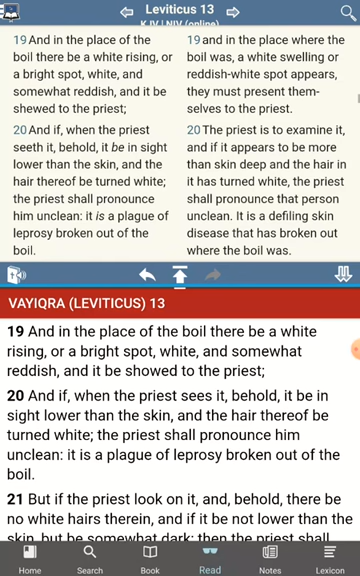 Leviticus 13
KJV | NIV (online)
19 And in the place of the
boil there be a white rising, or
a bright spot, white, and
somewhat reddish, and it be
shewed to the priest;
20 And if, when the priest
seeth it, behold, it be in sight
lower than the skin, and the
hair thereof be turned white;
the priest shall pronounce
him unclean: it is a plague of
leprosy broken out of the
boil.
19 and in the place where the
boil was, a white swelling or
reddish-white spot appears,
they must present them-
selves to the priest.
20 The priest is to examine it,
and if it appears to be more
than skin deep and the hair in
it has turned white, the priest
shall pronounce that person
unclean. It is a defiling skin
disease that has broken out
where the boil was.
VAYIQRA (LEVITICUS) 13
19 And in the place of the boil there be a white
rising, or a bright spot, white, and somewhat
reddish, and it be showed to the priest;
20 And if, when the priest sees it, behold, it be in
sight lower than the skin, and the hair thereof be
turned white; the priest shall pronounce him
unclean: it is a plague of leprosy broken out of the
boil.
21 But if the priest look on it, and, behold, there be
no white hairs therein, and if it be not lower than the
skin, but be somewhat dark; then the priest shall
Home
Search
Book
Read
Notes
Lexicon